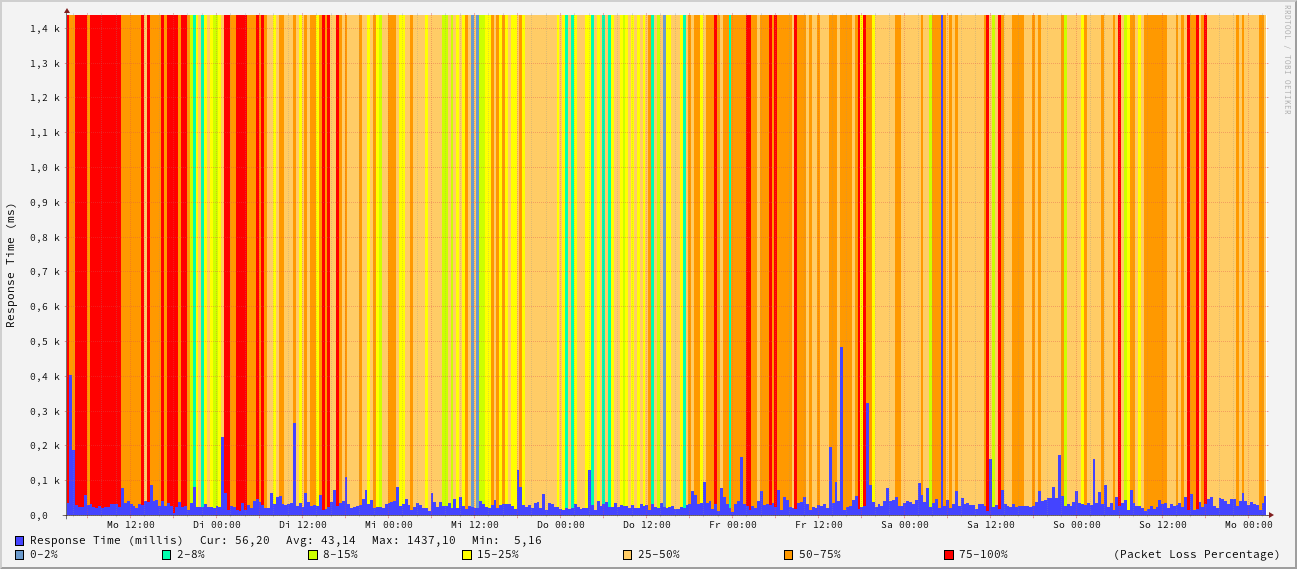 RRDTOOL / TOBI OETIKER
Response Time (ms)
1,4 k
1,3 k
1,2 k
1,1 k
1,0 k
0,9 k
0,8 k
0,7 k
0,6 k
0,5 k
0,4 k
0,3 k
0,2 k
0,1 k
0,0
Mo 12:00 Di 00:00 Di 12:00 Mi 00:00 Mi 12:00 Do 00:00 Do 12:00 Fr 00:00 Fr 12:00 Sa 00:00 Sa 12:00 So 00:00 So 12:00 Mo 00:00
Response Time (millis) Cur: 56,20 Avg: 43,14 Max: 1437,10 Min: 5,16
0-2% 2-8% 8-15% 15-25% 25-50% 50-75% 75-100% (Packet Loss Percentage)